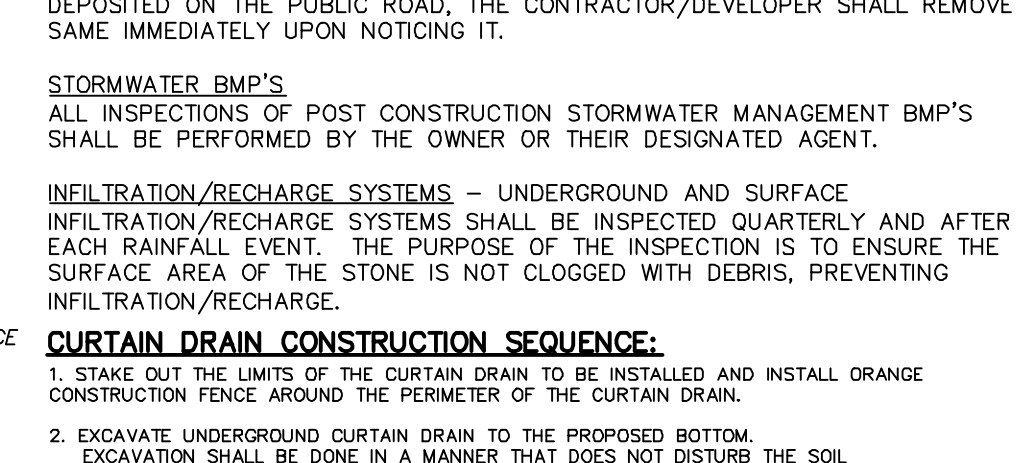 DEPOSITED ON THE PUBLIC ROAD, THE CONTRACTOR/DEVELOPER SHALL REMOVE
SAME IMMEDIATELY UPON NOTICING IT.
STORMWATER BMP'S
ALL INSPECTIONS OF POST CONSTRUCTION STORMWATER MANAGEMENT BMP'S
SHALL BE PERFORMED BY THE OWNER OR THEIR DESIGNATED AGENT.
INFILTRATION/RECHARGE SYSTEMS – UNDERGROUND AND SURFACE
INFILTRATION/RECHARGE SYSTEMS SHALL BE INSPECTED QUARTERLY AND AFTER
EACH RAINFALL EVENT. THE PURPOSE OF THE INSPECTION IS TO ENSURE THE
SURFACE AREA OF THE STONE IS NOT CLOGGED WITH DEBRIS, PREVENTING
INFILTRATION/RECHARGE.
CURTAIN DRAIN CONSTRUCTION SEQUENCE:
1. STAKE OUT THE LIMITS OF THE CURTAIN DRAIN TO BE INSTALLED AND INSTALL ORANGE
CONSTRUCTION FENCE AROUND THE PERIMETER OF THE CURTAIN DRAIN.
2. EXCAVATE UNDERGROUND CURTAIN DRAIN TO THE PROPOSED BOTTOM.
EXCAVATION SHALL BE DONE IN A MANNER THAT DOES NOT DISTURB THE SOIL